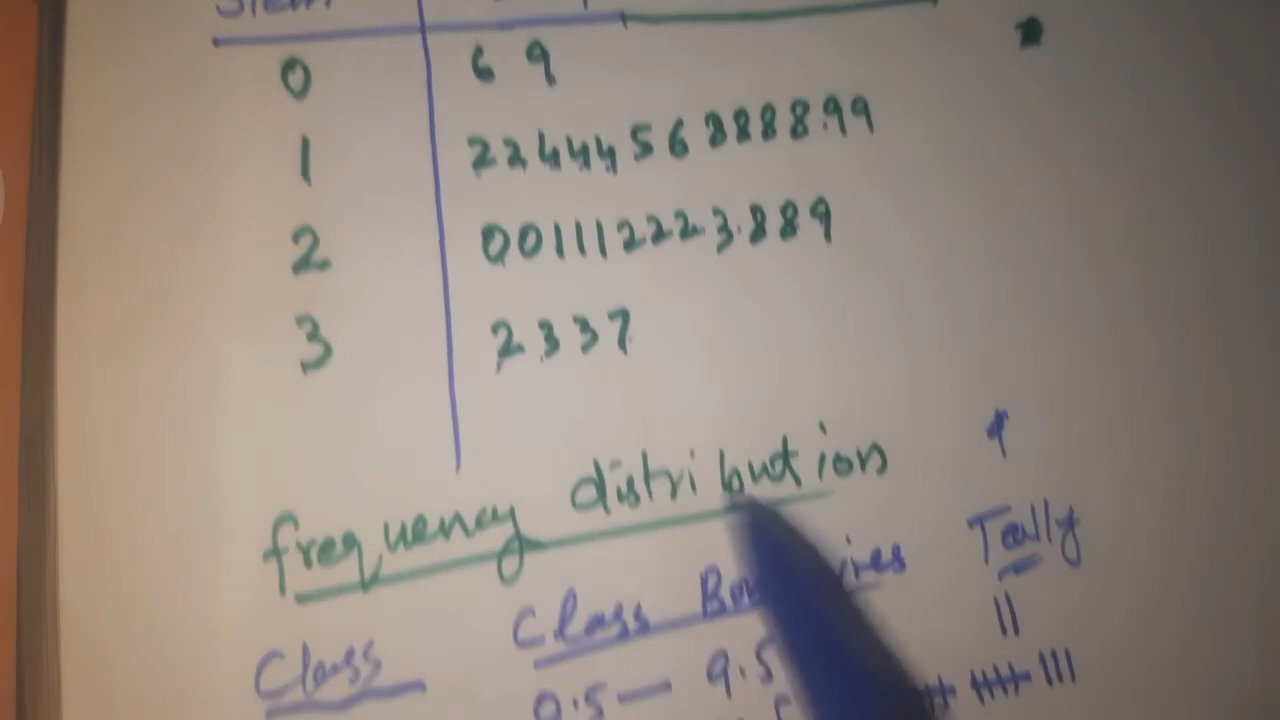 Stem
0 6 9
1 2 2 4 4 4 5 6 8 8 8 8 9 9
2 0 0 1 1 1 2 2 2 3 8 8 9
3 2 3 3 7
frequency distribution
Class Class Tally
0.5 — 9.5 ||
|||| |||